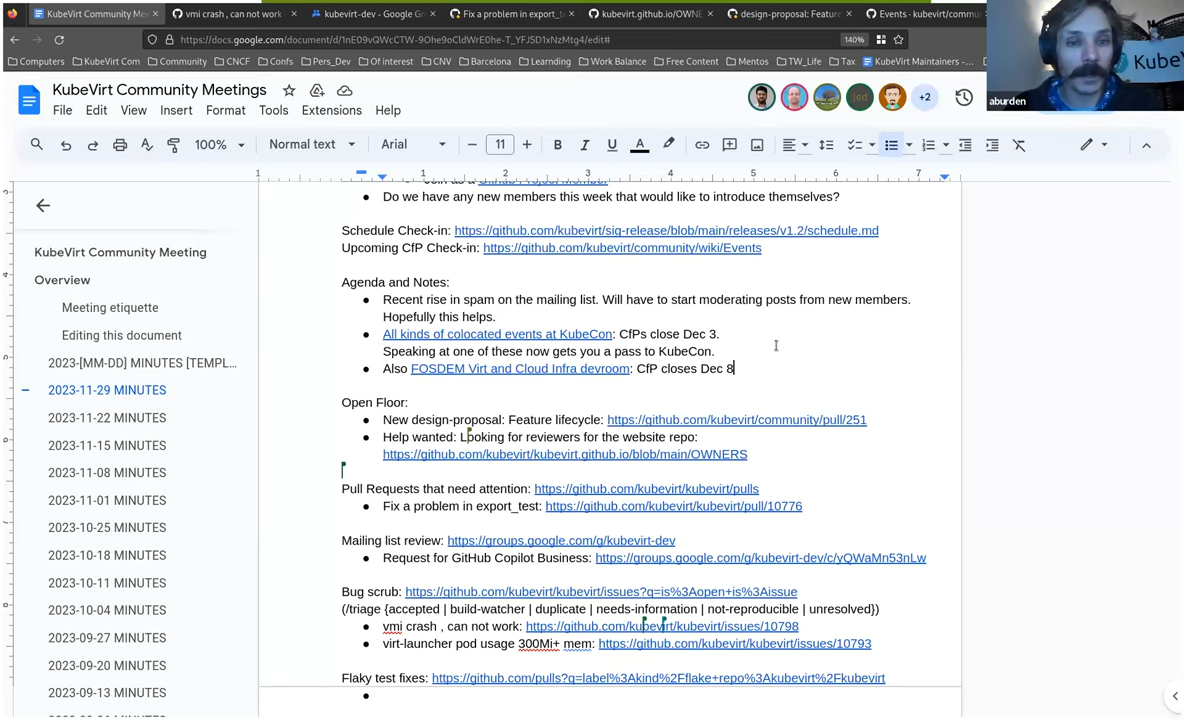 KubeVirt Community Mee
vmi crash , can not work
kubevirt-dev - Google Gr
Fix a problem in export_te
kubevirt.github.io/OWNE
design-proposal: Feature
Events · kubevirt/commu
https://docs.google.com/document/d/1nE09vQWcCTW-9Ohe9oCldWrE0he-T_YFJ5D1xNzMtg4/edit#
140%
Computers
KubeVirt Com
Community
CNCF
Confs
Pers_Dev
Of interest
CNV
Barcelona
Learnding
Work Balance
Free Content
Mentos
TW_Life
Tax
KubeVirt Maintainers -…
KubeV
aburden
KubeVirt Community Meetings
File Edit View Insert Format Tools Extensions Help
Jed
+2
100% Normal text Arial − 11 + B I U A
1 1 2 3 4 5 6 7
Join as a GitHub Project Member
● Do we have any new members this week that would like to introduce themselves?
Schedule Check-in: https://github.com/kubevirt/sig-release/blob/main/releases/v1.2/schedule.md
Upcoming CfP Check-in: https://github.com/kubevirt/community/wiki/Events
Agenda and Notes:
● Recent rise in spam on the mailing list. Will have to start moderating posts from new members.
Hopefully this helps.
● All kinds of colocated events at KubeCon: CfPs close Dec 3.
Speaking at one of these now gets you a pass to KubeCon.
● Also FOSDEM Virt and Cloud Infra devroom: CfP closes Dec 8
Open Floor:
● New design-proposal: Feature lifecycle: https://github.com/kubevirt/community/pull/251
● Help wanted: Looking for reviewers for the website repo:
https://github.com/kubevirt/kubevirt.github.io/blob/main/OWNERS
Pull Requests that need attention: https://github.com/kubevirt/kubevirt/pulls
● Fix a problem in export_test: https://github.com/kubevirt/kubevirt/pull/10776
Mailing list review: https://groups.google.com/g/kubevirt-dev
● Request for GitHub Copilot Business: https://groups.google.com/g/kubevirt-dev/c/yQWaMn53nLw
Bug scrub: https://github.com/kubevirt/kubevirt/issues?q=is%3Aopen+is%3Aissue
(/triage {accepted | build-watcher | duplicate | needs-information | not-reproducible | unresolved})
● vmi crash , can not work: https://github.com/kubevirt/kubevirt/issues/10798
● virt-launcher pod usage 300Mi+ mem: https://github.com/kubevirt/kubevirt/issues/10793
Flaky test fixes: https://github.com/pulls?q=label%3Akind%2Fflake+repo%3Akubevirt%2Fkubevirt
●
KubeVirt Community Meeting
Overview
Meeting etiquette
Editing this document
2023-[MM-DD] MINUTES [TEMPL...
2023-11-29 MINUTES
2023-11-22 MINUTES
2023-11-15 MINUTES
2023-11-08 MINUTES
2023-11-01 MINUTES
2023-10-25 MINUTES
2023-10-18 MINUTES
2023-10-11 MINUTES
2023-10-04 MINUTES
2023-09-27 MINUTES
2023-09-20 MINUTES
2023-09-13 MINUTES